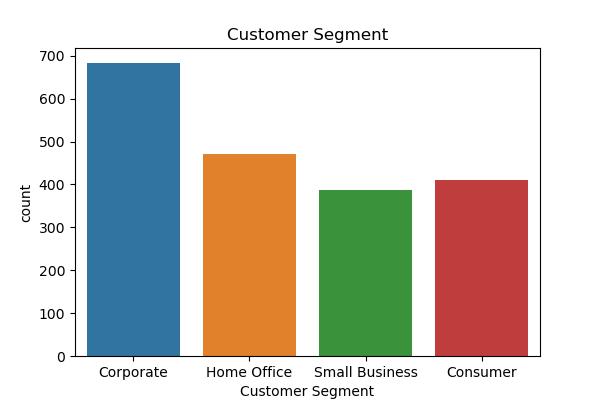 Customer Segment
700
600
500
400
300
200
100
0
count
Corporate
Home Office
Small Business
Consumer
Customer Segment